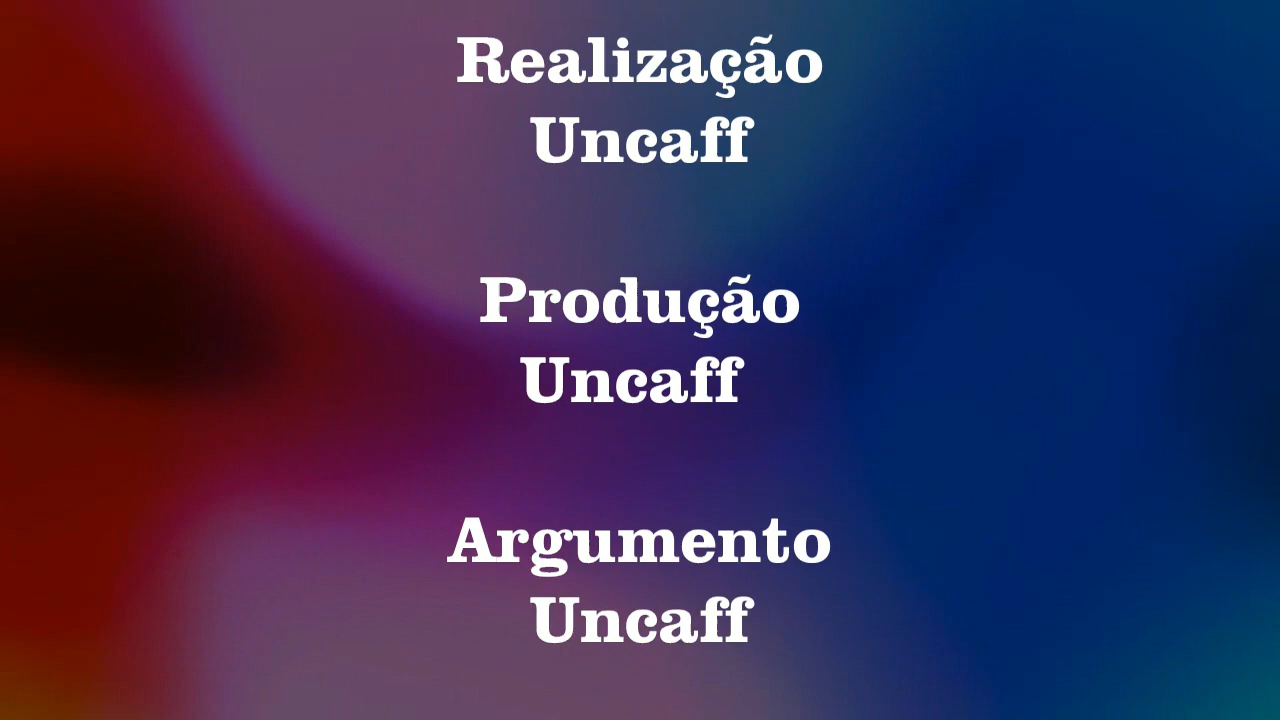 Realização
Uncaff
Produção
Uncaff
Argumento
Uncaff